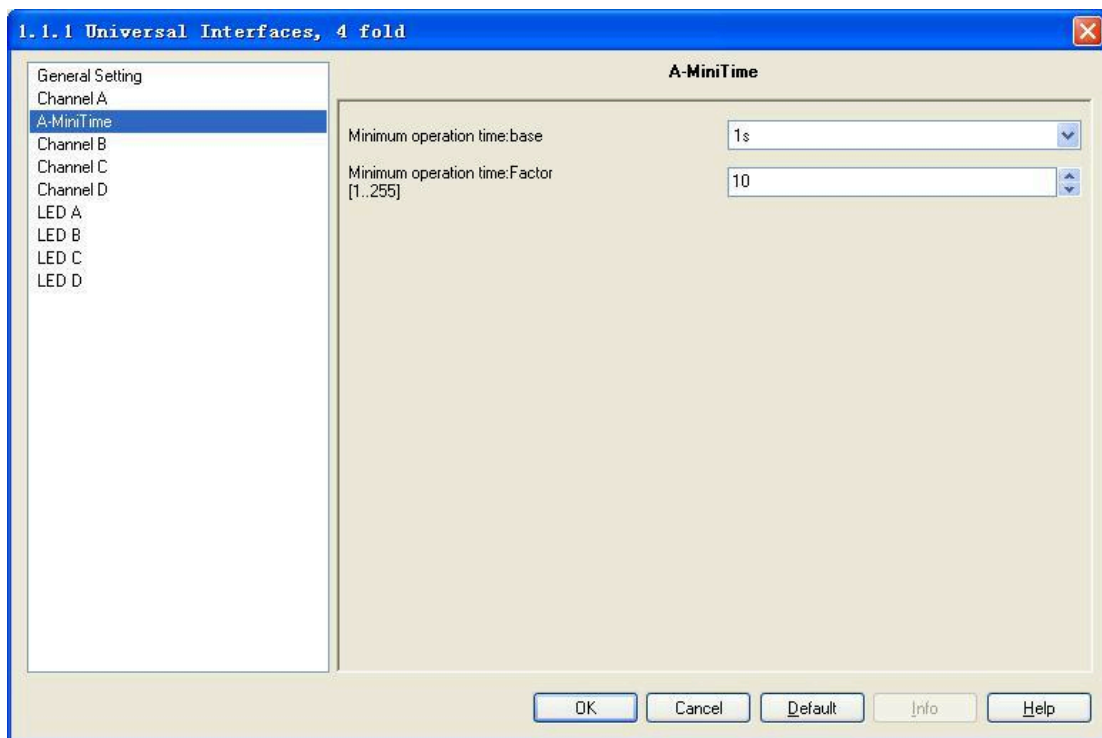 1.1.1 Universal Interfaces, 4 fold
General Setting
Channel A
A-MiniTime
Channel B
Channel C
Channel D
LED A
LED B
LED C
LED D
A-MiniTime
Minimum operation time:base
1s
Minimum operation time:Factor
[1..255]
10
OK Cancel Default Info Help